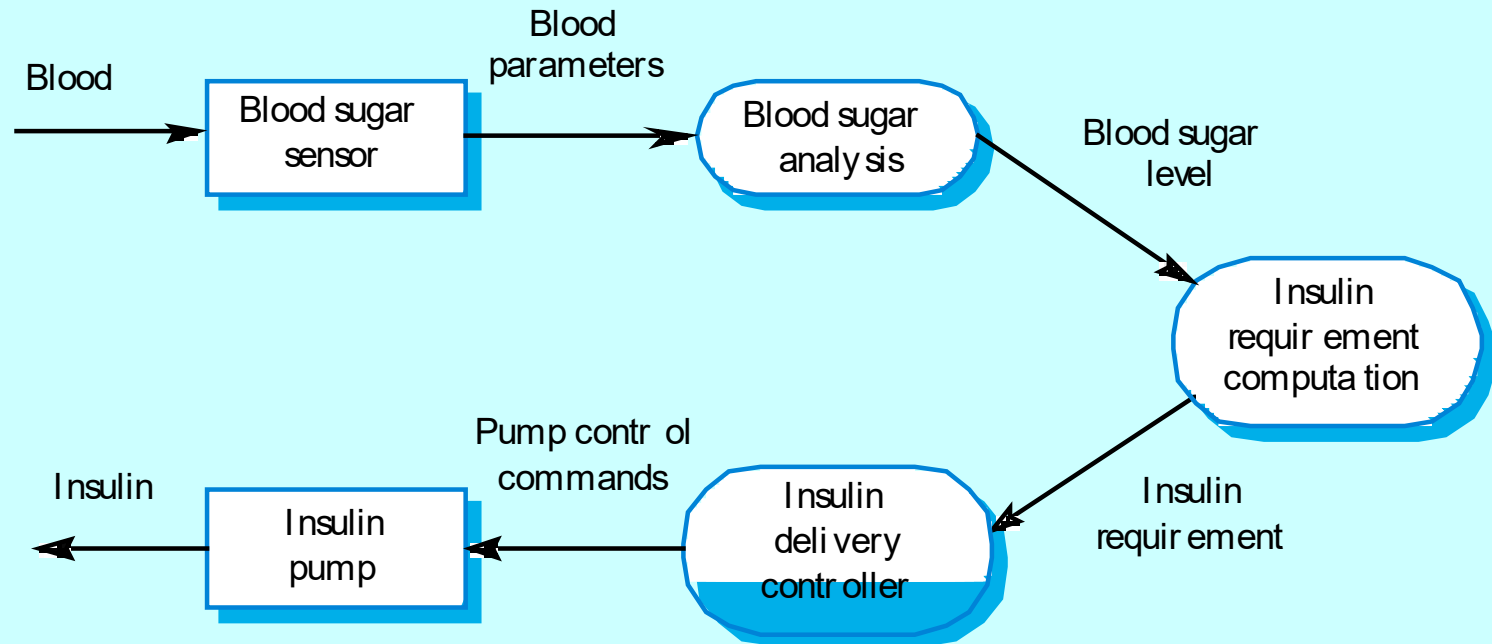 Blood
Blood sugar
sensor
Blood
parameters
Blood sugar
analysis
Blood sugar
level
Insulin
requirement
computation
Insulin
requirement
Insulin
delivery
controller
Pump control
commands
Insulin
pump
Insulin